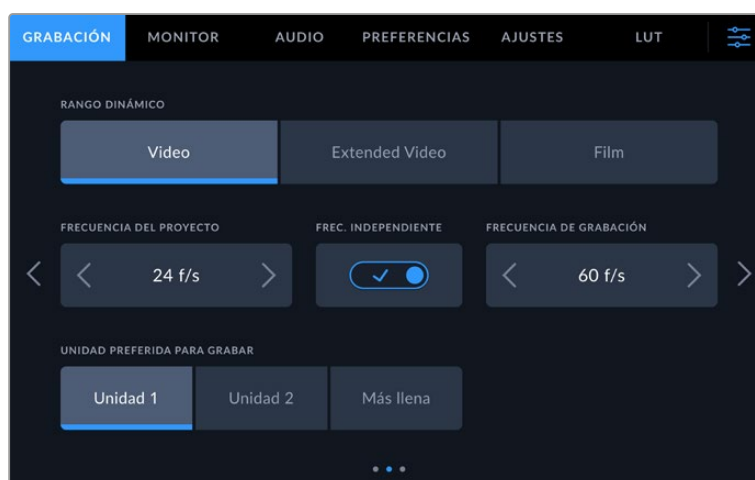 GRABACIÓN MONITOR AUDIO PREFERENCIAS AJUSTES LUT
RANGO DINÁMICO
Video Extended Video Film
FRECUENCIA DEL PROYECTO FREC. INDEPENDIENTE FRECUENCIA DE GRABACIÓN
24 f/s 60 f/s
UNIDAD PREFERIDA PARA GRABAR
Unidad 1 Unidad 2 Más llena